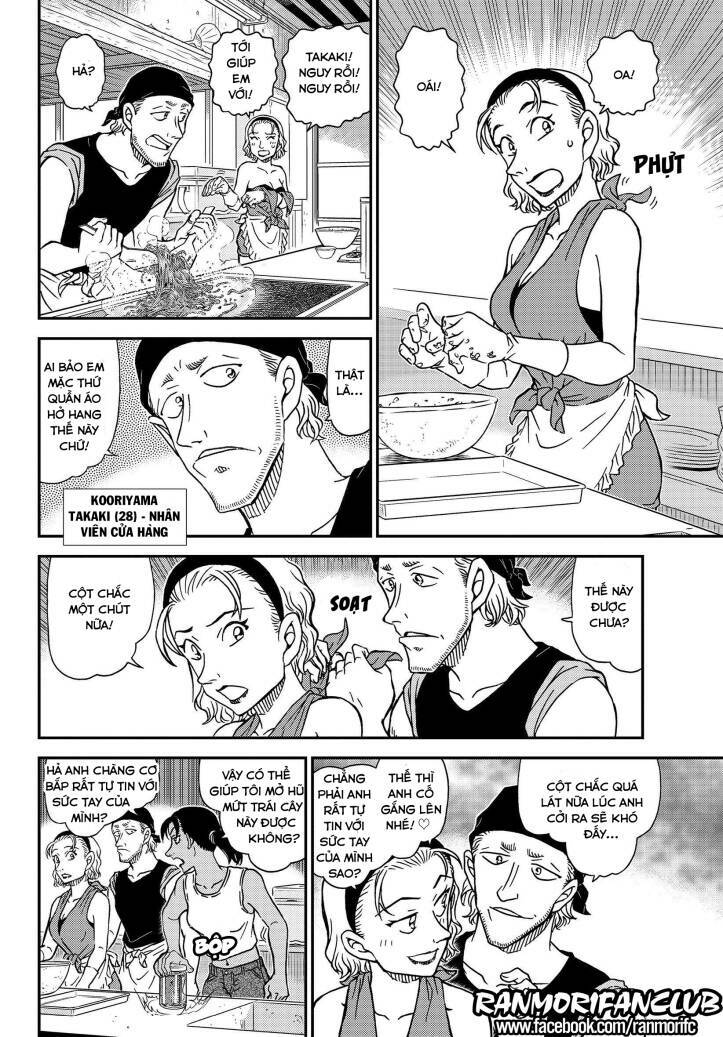 OA!
OÁI!
PHỰT
TAKAKI!
NGUY RỒI!
NGUY RỒI!
TỚI
GIÚP
EM
VỚI!
HẢ?
THẬT
LÀ...
AI BẢO EM
MẶC THỨ
QUẦN ÁO
HỞ HANG
THẾ NÀY
CHỨ!
KOORIYAMA
TAKAKI (28) - NHÂN
VIÊN CỬA HÀNG
THẾ NÀY
ĐƯỢC
CHƯA?
SOẠT
CỘT CHẮC
MỘT CHÚT
NỮA!
CỘT CHẮC QUÁ
LÁT NỮA LÚC ANH
CỞI RA SẼ KHÓ
ĐẤY...
THẾ THÌ
ANH CỐ
GẮNG LÊN
NHÉ! ♡
CHẲNG
PHẢI ANH
RẤT TỰ
TIN VỚI
SỨC TAY
CỦA MÌNH
SAO?
VẬY CÓ THỂ
GIÚP TÔI MỞ HŨ
MỨT TRÁI CÂY
NÀY ĐƯỢC
KHÔNG?
HẢ ANH CHÀNG CƠ
BẮP RẤT TỰ TIN VỚI
SỨC TAY CỦA
MÌNH?
BỘP
RANMORIFANCLUB
www.facebook.com/ranmorifc